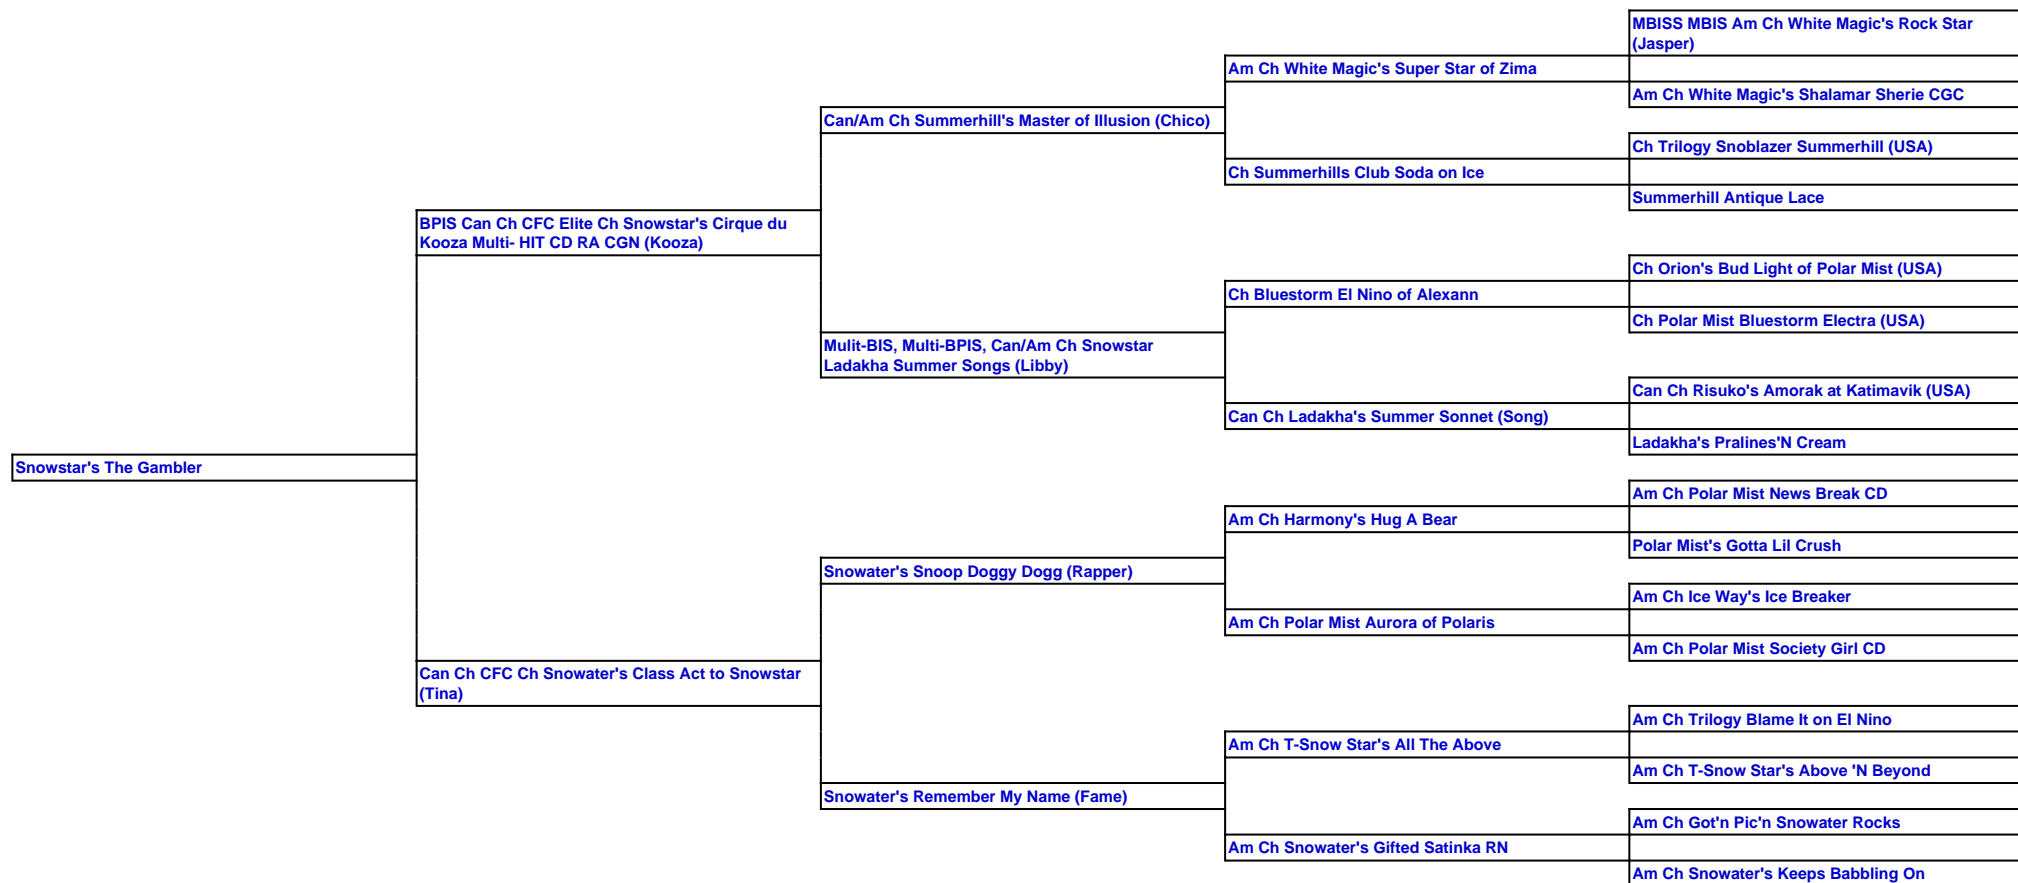 MBISS MBIS Am Ch White Magic's Rock Star
(Jasper)
Am Ch White Magic's Super Star of Zima
Am Ch White Magic's Shalamar Sherie CGC
Can/Am Ch Summerhill's Master of Illusion (Chico)
Ch Trilogy Snoblazer Summerhill (USA)
Ch Summerhills Club Soda on Ice
Summerhill Antique Lace
BPIS Can Ch CFC Elite Ch Snowstar's Cirque du
Kooza Multi- HIT CD RA CGN (Kooza)
Ch Orion's Bud Light of Polar Mist (USA)
Ch Bluestorm El Nino of Alexann
Ch Polar Mist Bluestorm Electra (USA)
Mulit-BIS, Multi-BPIS, Can/Am Ch Snowstar
Ladakha Summer Songs (Libby)
Can Ch Risuko's Amorak at Katimavik (USA)
Can Ch Ladakha's Summer Sonnet (Song)
Ladakha's Pralines'N Cream
Snowstar's The Gambler
Am Ch Polar Mist News Break CD
Am Ch Harmony's Hug A Bear
Polar Mist's Gotta Lil Crush
Snowater's Snoop Doggy Dogg (Rapper)
Am Ch Ice Way's Ice Breaker
Am Ch Polar Mist Aurora of Polaris
Am Ch Polar Mist Society Girl CD
Can Ch CFC Ch Snowater's Class Act to Snowstar
(Tina)
Am Ch Trilogy Blame It on El Nino
Am Ch T-Snow Star's All The Above
Am Ch T-Snow Star's Above 'N Beyond
Snowater's Remember My Name (Fame)
Am Ch Got'n Pic'n Snowater Rocks
Am Ch Snowater's Gifted Satinka RN
Am Ch Snowater's Keeps Babbling On